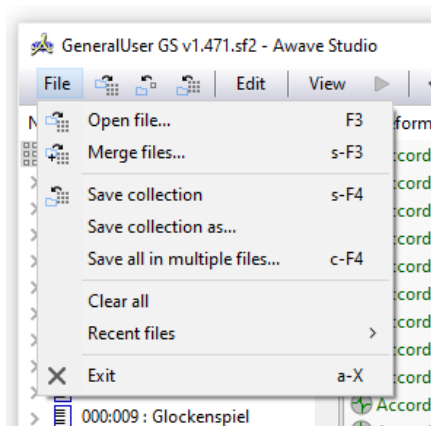 GeneralUser GS v1.471.sf2 - Awave Studio
File Edit View
Open file... F3
Merge files... s-F3
Save collection s-F4
Save collection as...
Save all in multiple files... c-F4
Clear all
Recent files
Exit a-X
Accord
000:009 : Glockenspiel